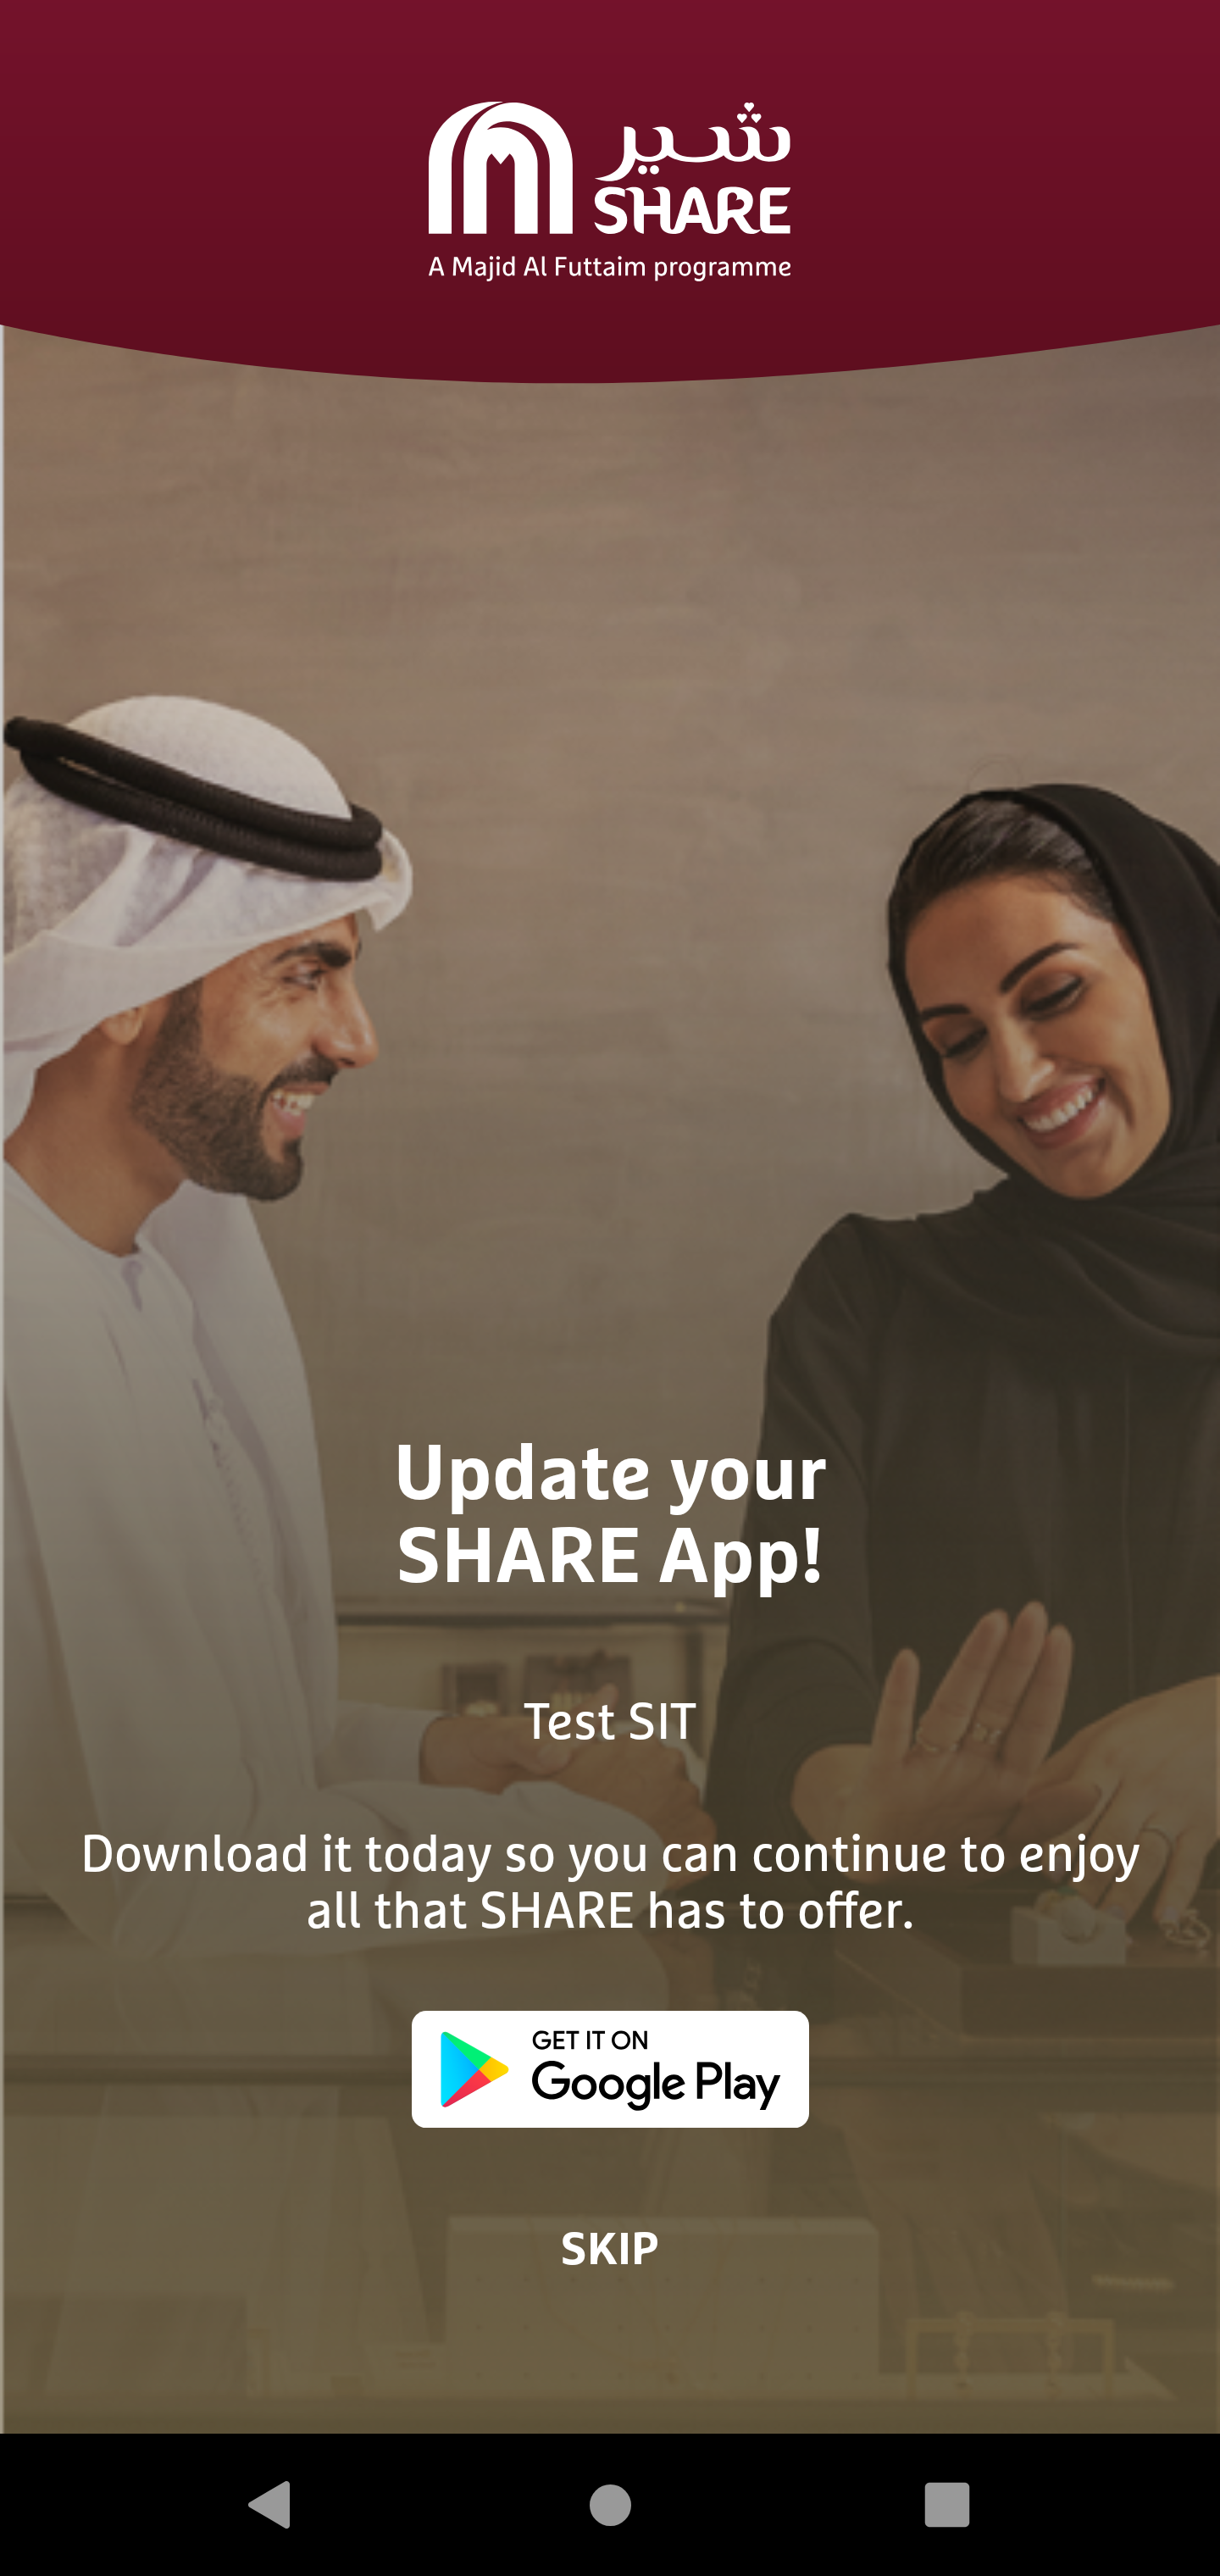 شير
SHARE
A Majid Al Futtaim programme
Update your
SHARE App!
Test SIT
Download it today so you can continue to enjoy
all that SHARE has to offer.
GET IT ON
Google Play
SKIP